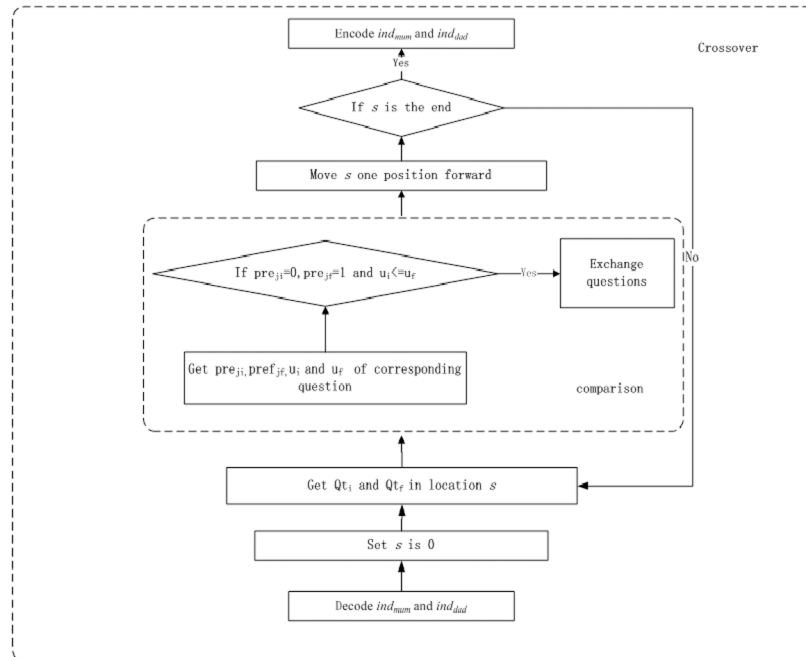 Encode ind_mum and ind_dad
Crossover
Yes
If s is the end
Move s one position forward
No
If pre_ji=0,pre_jf=1 and u_i<=u_f
Yes
Exchange
questions
Get pre_ji,pref_jf,u_i and u_f of corresponding
question
comparison
Get Qt_i and Qt_f in location s
Set s is 0
Decode ind_mum and ind_dad